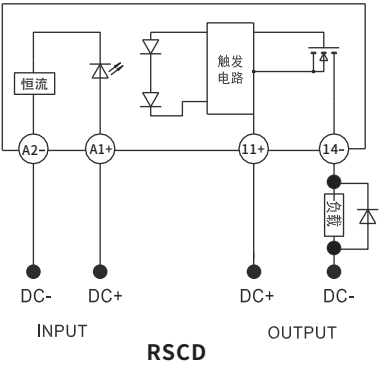 触发
电路
恒流
A2-
A1+
11+
14-
负载
DC-
DC+
DC+
DC-
INPUT
OUTPUT
RSCD